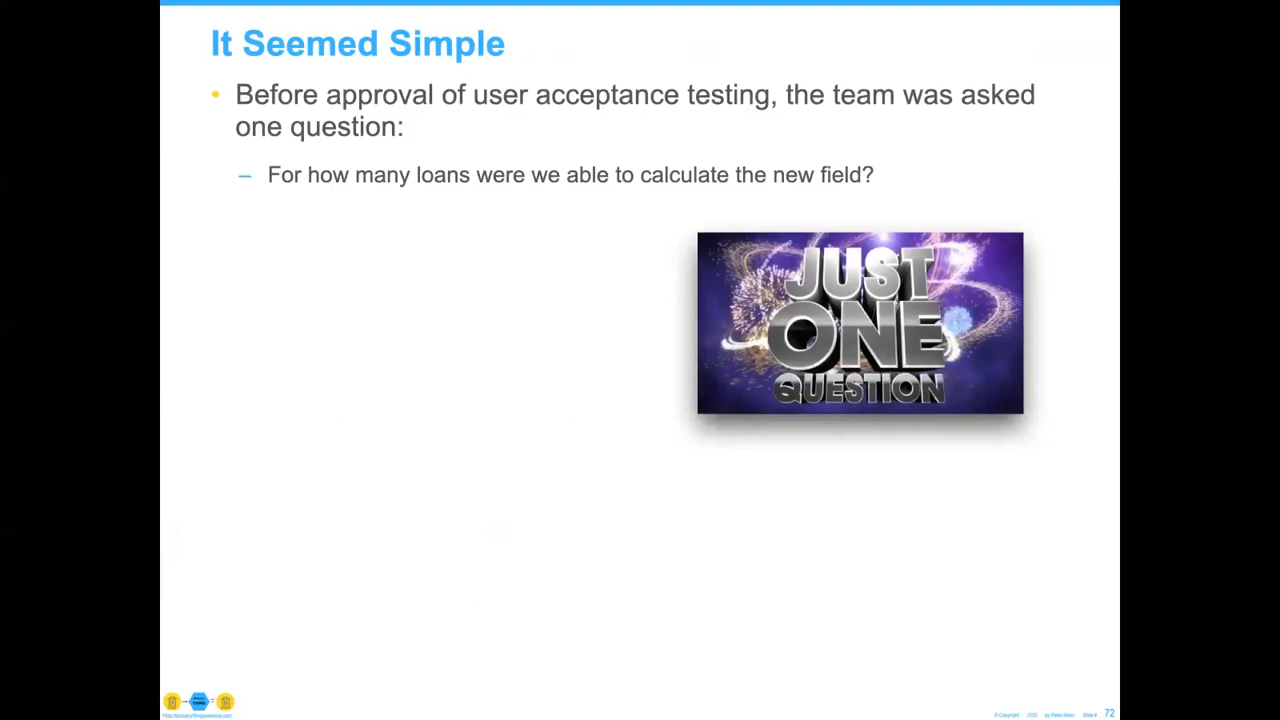 It Seemed Simple
• Before approval of user acceptance testing, the team was asked
one question:
– For how many loans were we able to calculate the new field?
JUST
ONE
QUESTION
72